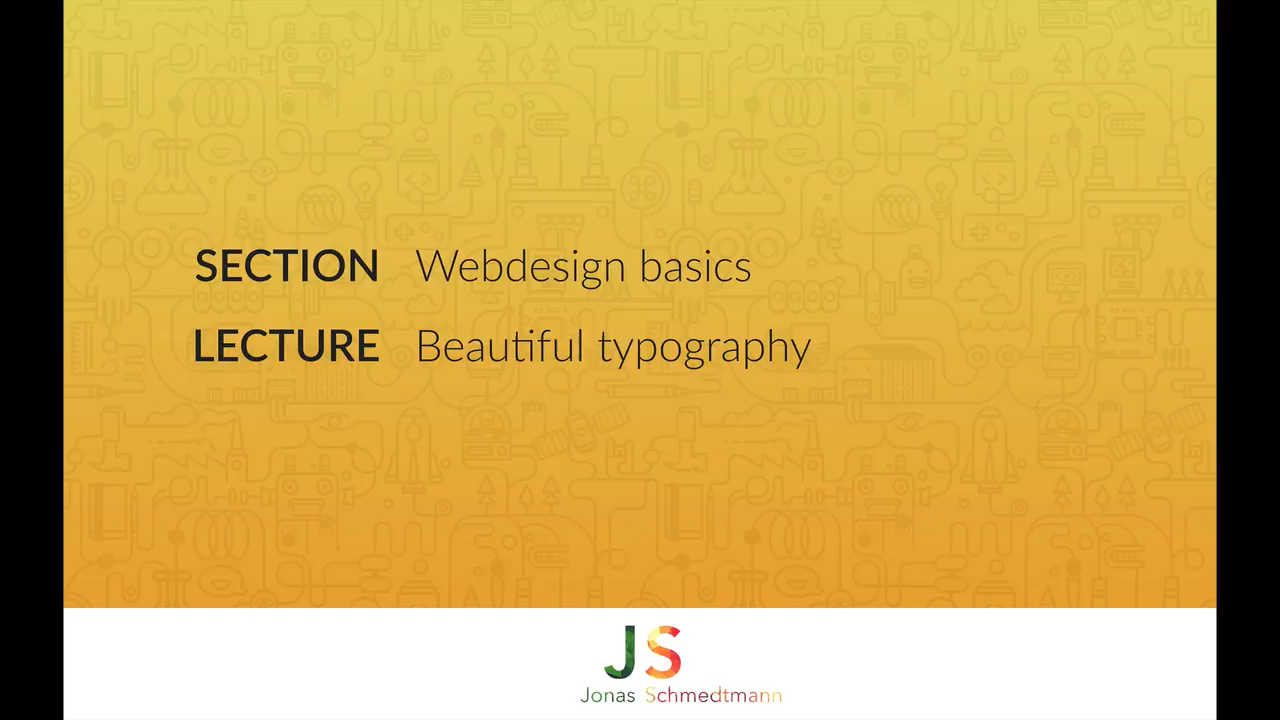 SECTION Webdesign basics
LECTURE Beautiful typography
JS
Jonas Schmedtmann